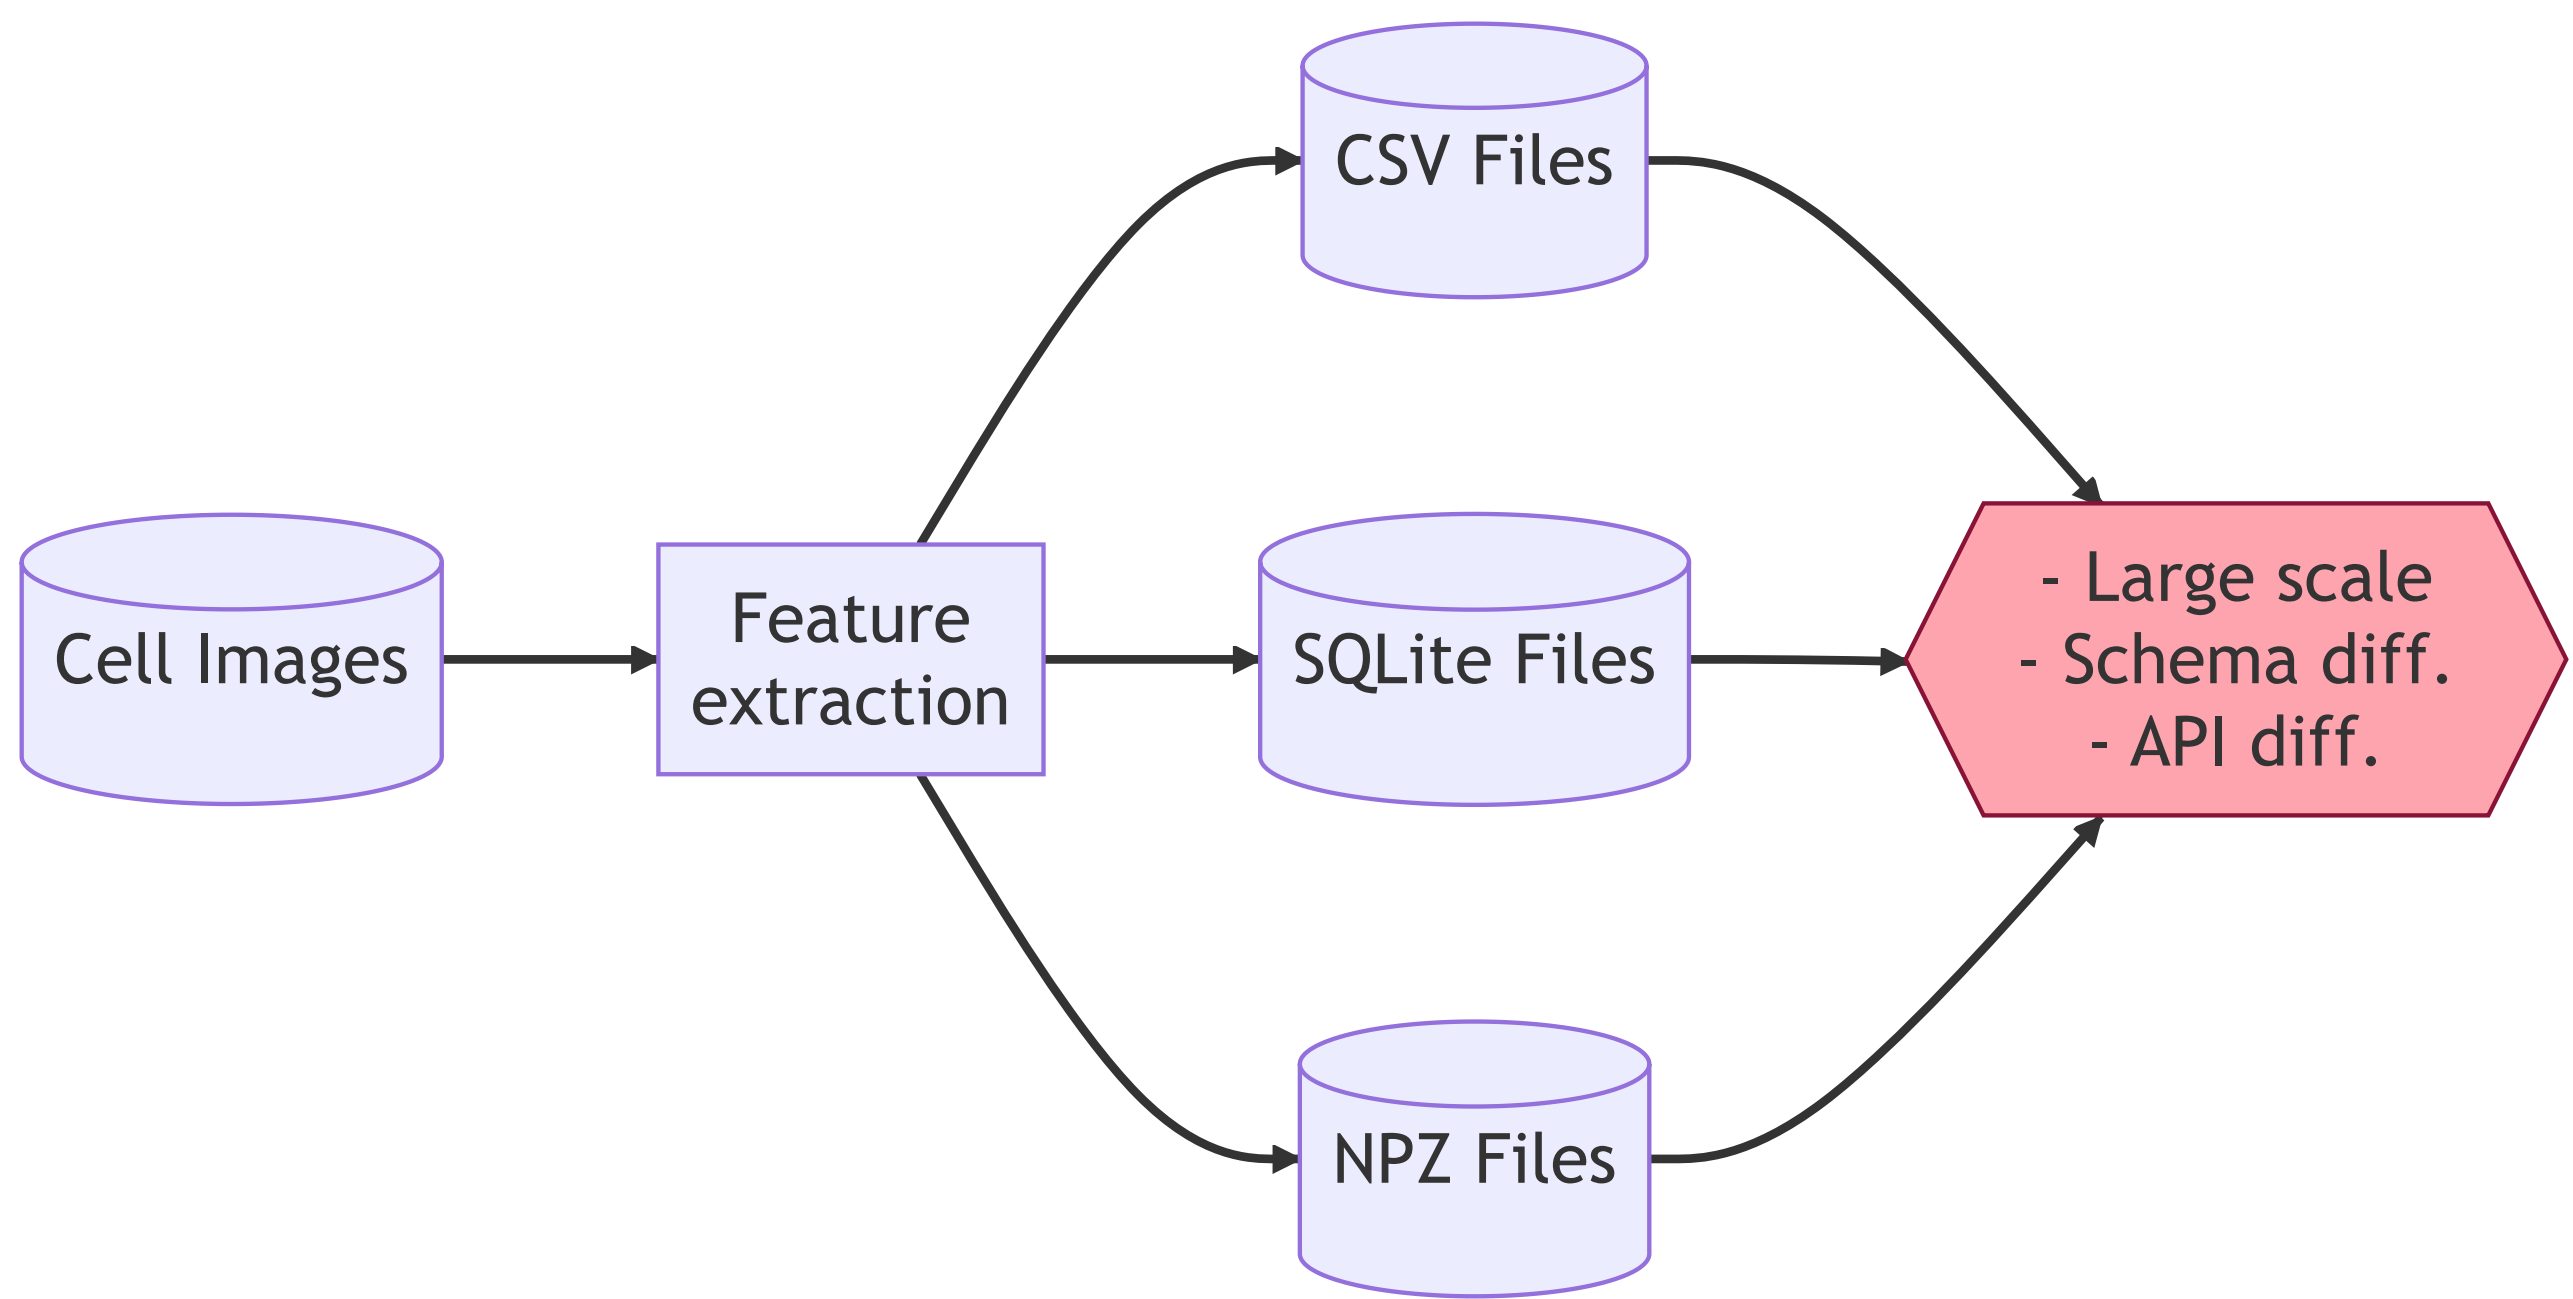 Cell Images
Feature
extraction
CSV Files
SQLite Files
NPZ Files
- Large scale
- Schema diff.
- API diff.